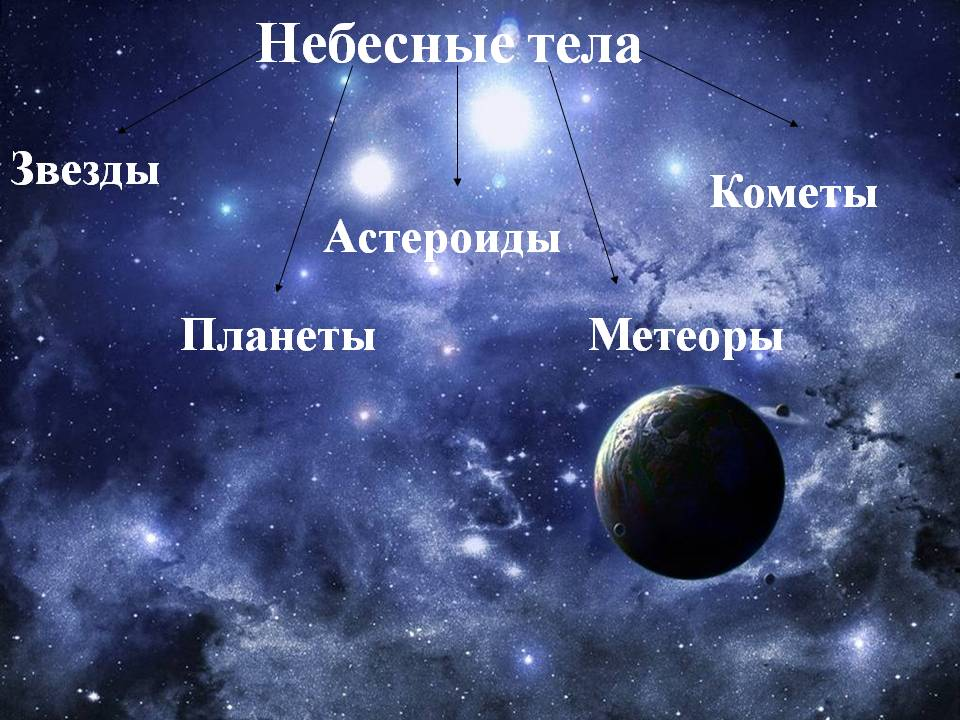 Небесные тела
Звезды
Кометы
Астероиды
Планеты
Метеоры